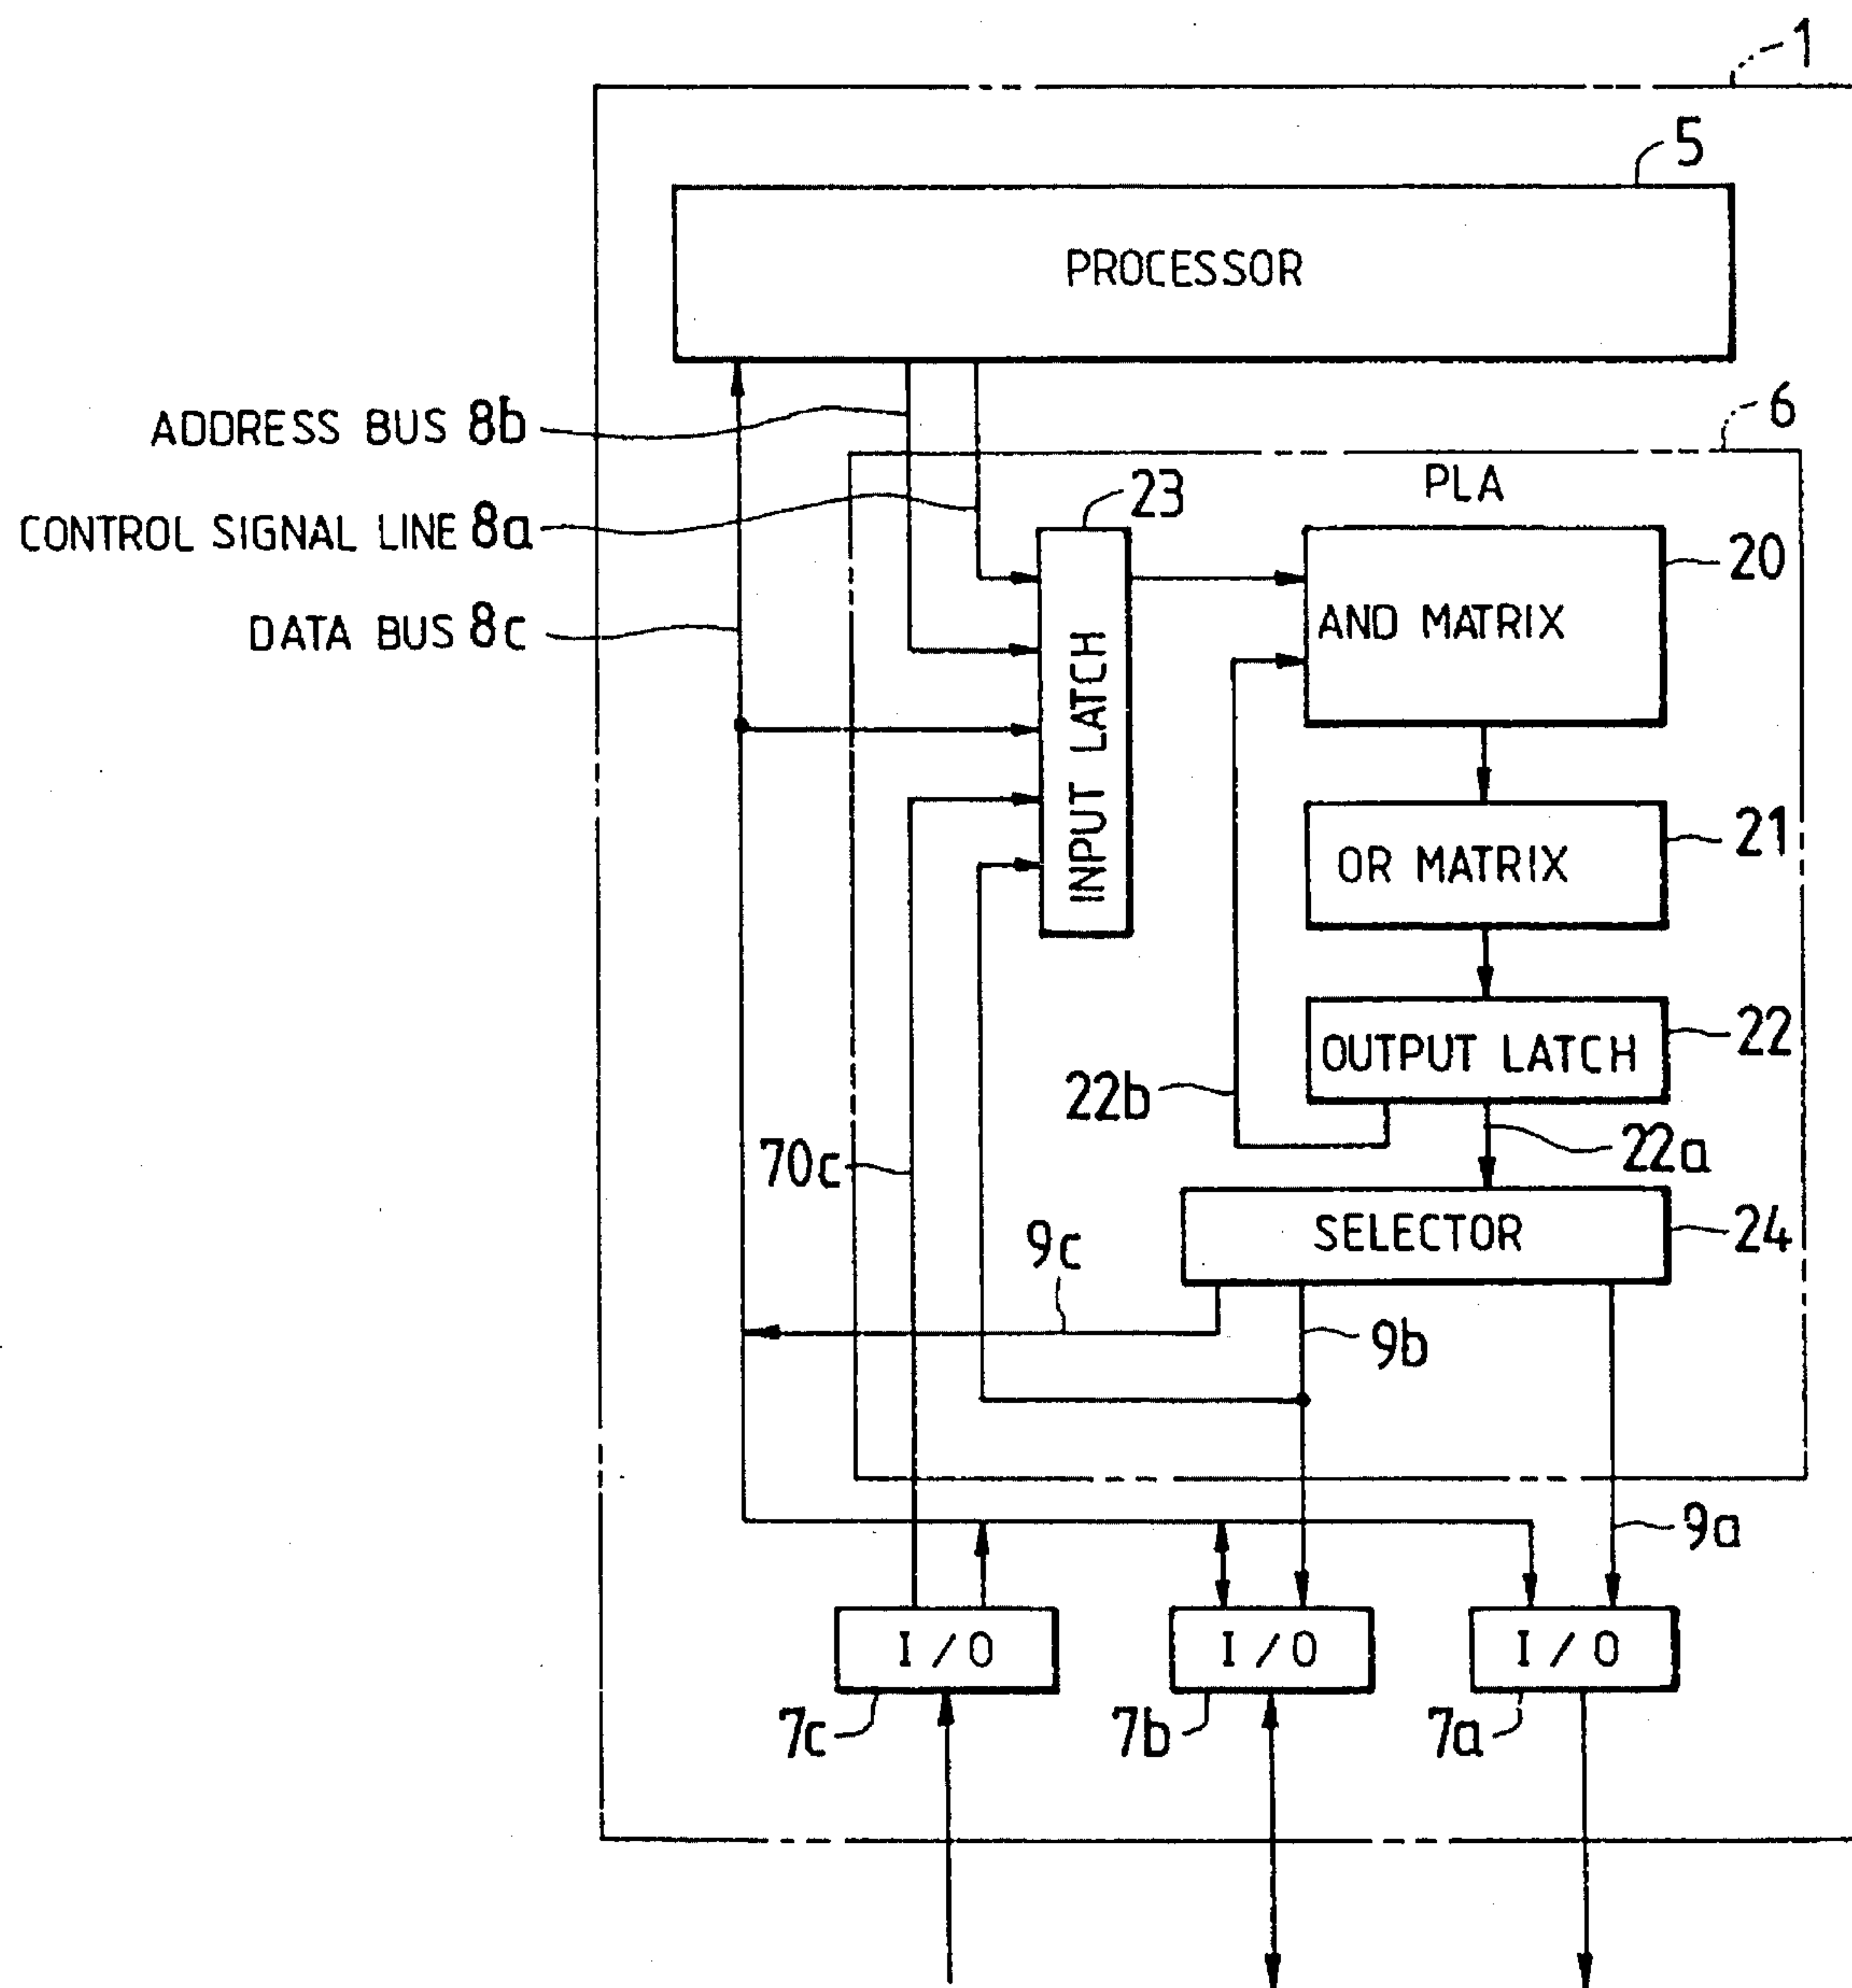 1
5
PROCESSOR
ADDRESS BUS 8b
6
PLA
CONTROL SIGNAL LINE 8a
23
20
AND MATRIX
DATA BUS 8c
INPUT LATCH
21
OR MATRIX
22
OUTPUT LATCH
22b
22a
70c
SELECTOR
24
9c
9b
9a
I/O
I/O
I/O
7c
7b
7a